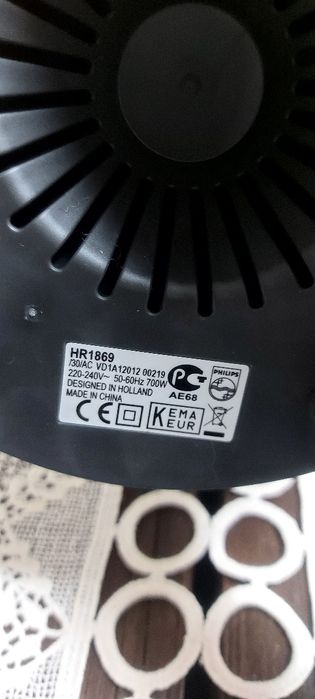 HR1869
/30/AC VD1A12012 00219
220-240V~ 50-60Hz 700W
DESIGNED IN HOLLAND
MADE IN CHINA
AE68
PHILIPS
CE
KEMA
KEUR